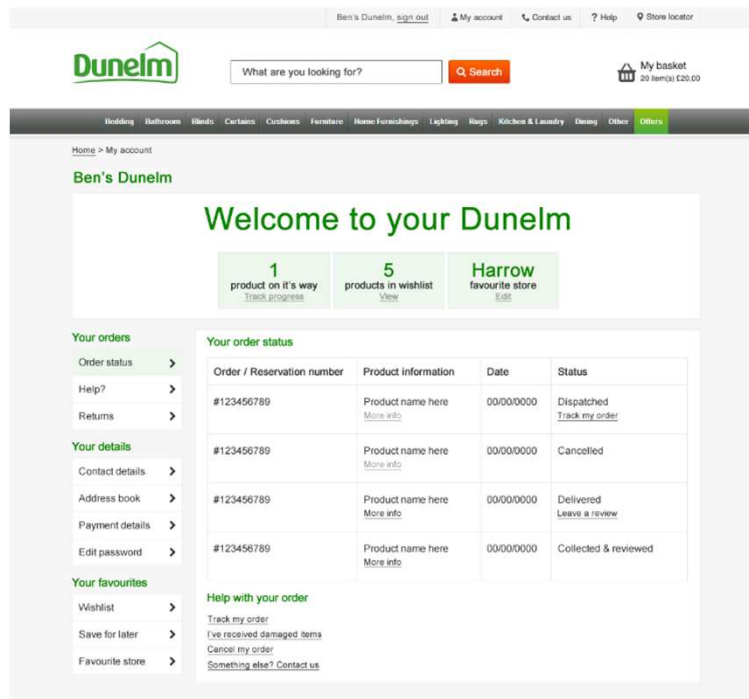 Ben's Dunelm, sign out My account Contact us ? Help Store locator
Dunelm
What are you looking for? Search
My basket
20 item(s) £20.00
Bedding Bathroom Blinds Curtains Cushions Furniture Home Furnishings Lighting Rugs Kitchen & Laundry Dining Other Offers
Home > My account
Ben's Dunelm
Welcome to your Dunelm
1 5 Harrow
product on it's way products in wishlist favourite store
Track progress View Edit
Your orders
Order status
Help?
Returns
Your details
Contact details
Address book
Payment details
Edit password
Your favourites
Wishlist
Save for later
Favourite store
Your order status
Order / Reservation number Product information Date Status
#123456789 Product name here 00/00/0000 Dispatched
More info Track my order
#123456789 Product name here 00/00/0000 Cancelled
More info
#123456789 Product name here 00/00/0000 Delivered
More info Leave a review
#123456789 Product name here 00/00/0000 Collected & reviewed
More info
Help with your order
Track my order
I've received damaged items
Cancel my order
Something else? Contact us